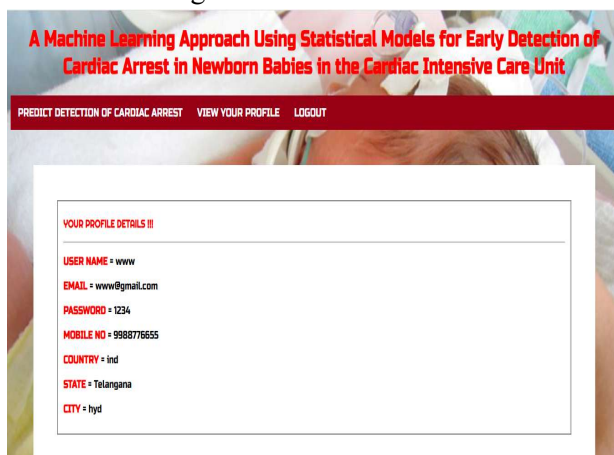 A Machine Learning Approach Using Statistical Models for Early Detection of
Cardiac Arrest in Newborn Babies in the Cardiac Intensive Care Unit
PREDICT DETECTION OF CARDIAC ARREST VIEW YOUR PROFILE LOGOUT
YOUR PROFILE DETAILS !!!
USER NAME = www
EMAIL = www@gmail.com
PASSWORD = 1234
MOBILE NO = 9988776655
COUNTRY = ind
STATE = Telangana
CITY = hyd